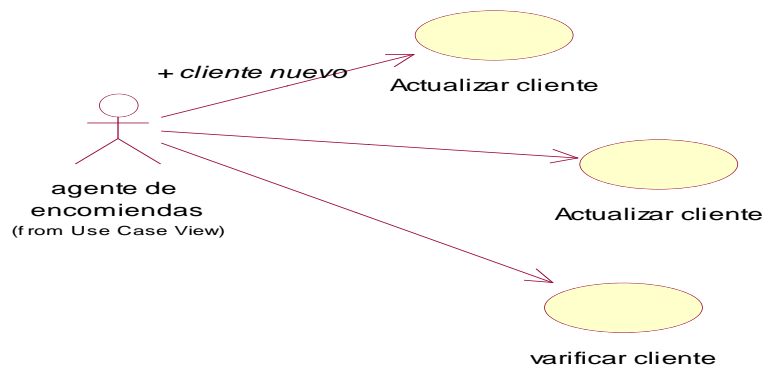 + cliente nuevo
Actualizar cliente
agente de
encomiendas
(from Use Case View)
Actualizar cliente
varificar cliente